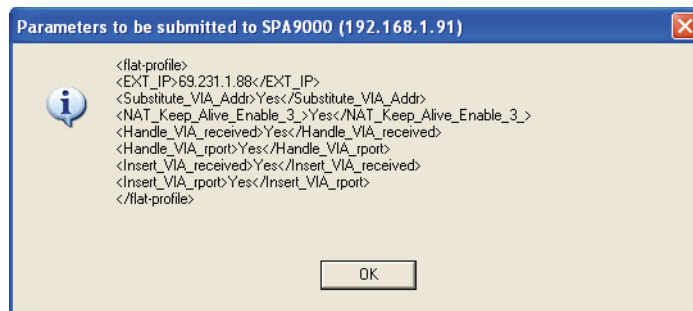 Parameters to be submitted to SPA9000 (192.168.1.91)
<flat-profile>
<EXT_IP>69.231.1.88</EXT_IP>
<Substitute_VIA_Addr>Yes</Substitute_VIA_Addr>
<NAT_Keep_Alive_Enable_3_>Yes</NAT_Keep_Alive_Enable_3_>
<Handle_VIA_received>Yes</Handle_VIA_received>
<Handle_VIA_rport>Yes</Handle_VIA_rport>
<Insert_VIA_received>Yes</Insert_VIA_received>
<Insert_VIA_rport>Yes</Insert_VIA_rport>
</flat-profile>
OK